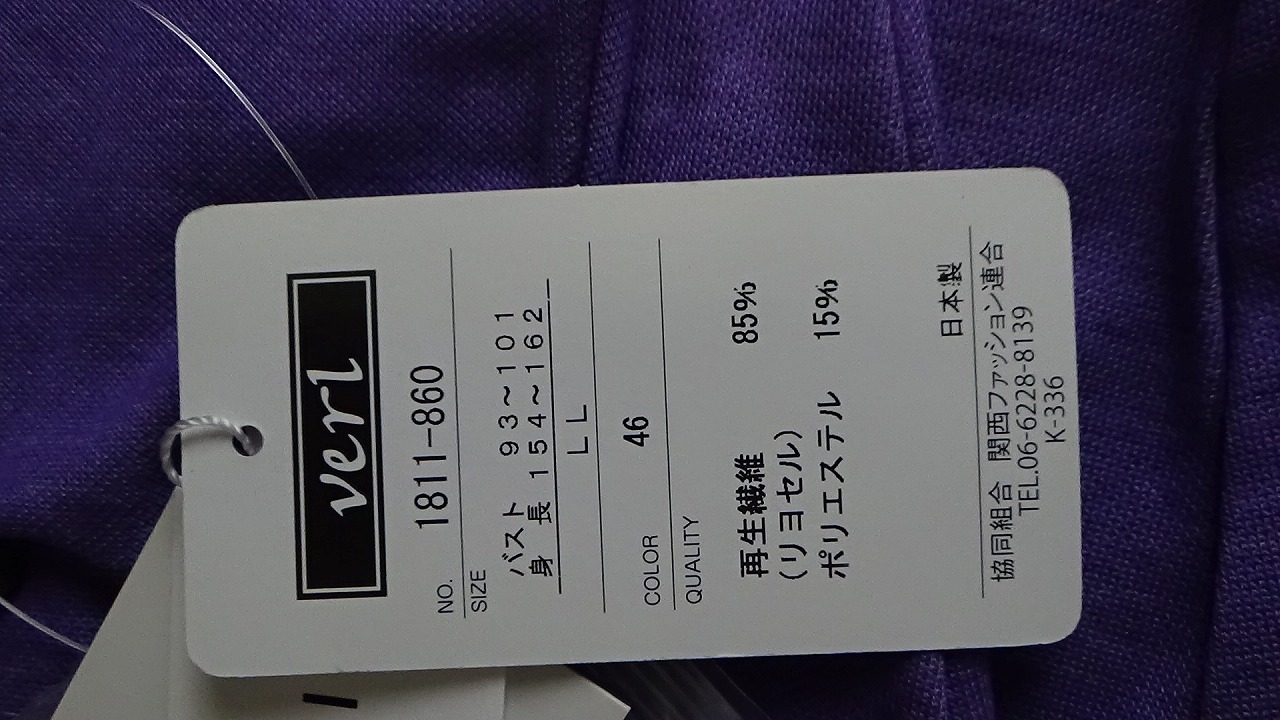 veri
NO. 1811-860
SIZE
バスト 93~101
身長 154~162
LL
COLOR 46
QUALITY
再生繊維 85%
(リヨセル)
ポリエステル 15%
日本製
協同組合 関西ファッション連合
TEL.06-6228-8139
K-336